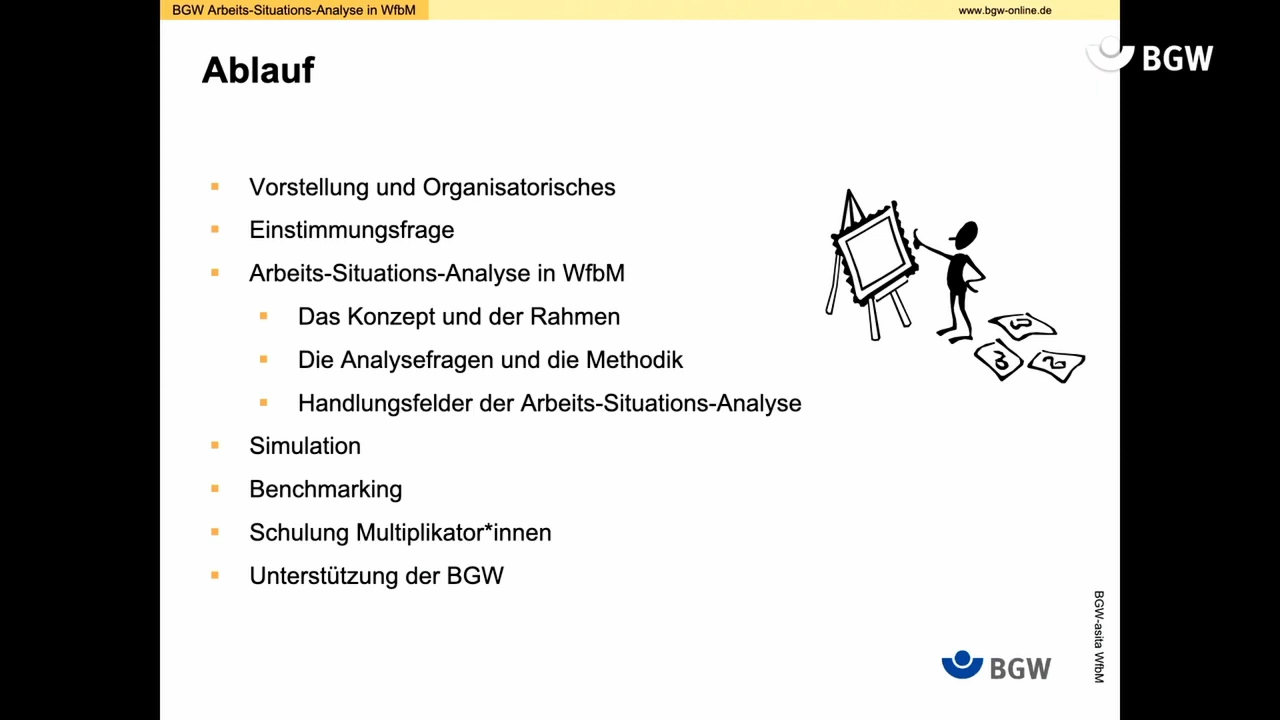 BGW Arbeits-Situations-Analyse in WfbM
www.bgw-online.de
BGW
Ablauf
Vorstellung und Organisatorisches
Einstimmungsfrage
Arbeits-Situations-Analyse in WfbM
Das Konzept und der Rahmen
Die Analysefragen und die Methodik
Handlungsfelder der Arbeits-Situations-Analyse
Simulation
Benchmarking
Schulung Multiplikator*innen
Unterstützung der BGW
BGW-asita WfbM
BGW